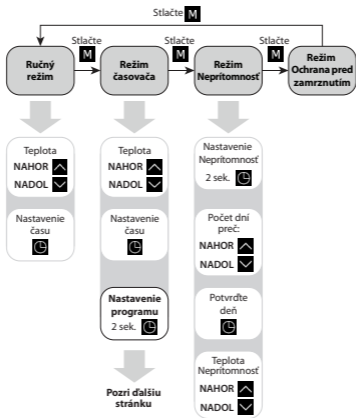 Stlačte M
Stlačte
M
Stlačte
M
Stlačte
M
Ručný
režim
Režim
časovača
Režim
Neprítomnosť
Režim
Ochrana pred
zamrznutím
Teplota
NAHOR
NADOL
Nastavenie
času
Teplota
NAHOR
NADOL
Nastavenie
času
Nastavenie
programu
2 sek.
Pozri ďalšiu
stránku
Nastavenie
Neprítomnosť
2 sek.
Počet dní
preč:
NAHOR
NADOL
Potvrďte
deň
Teplota
Neprítomnosť
NAHOR
NADOL